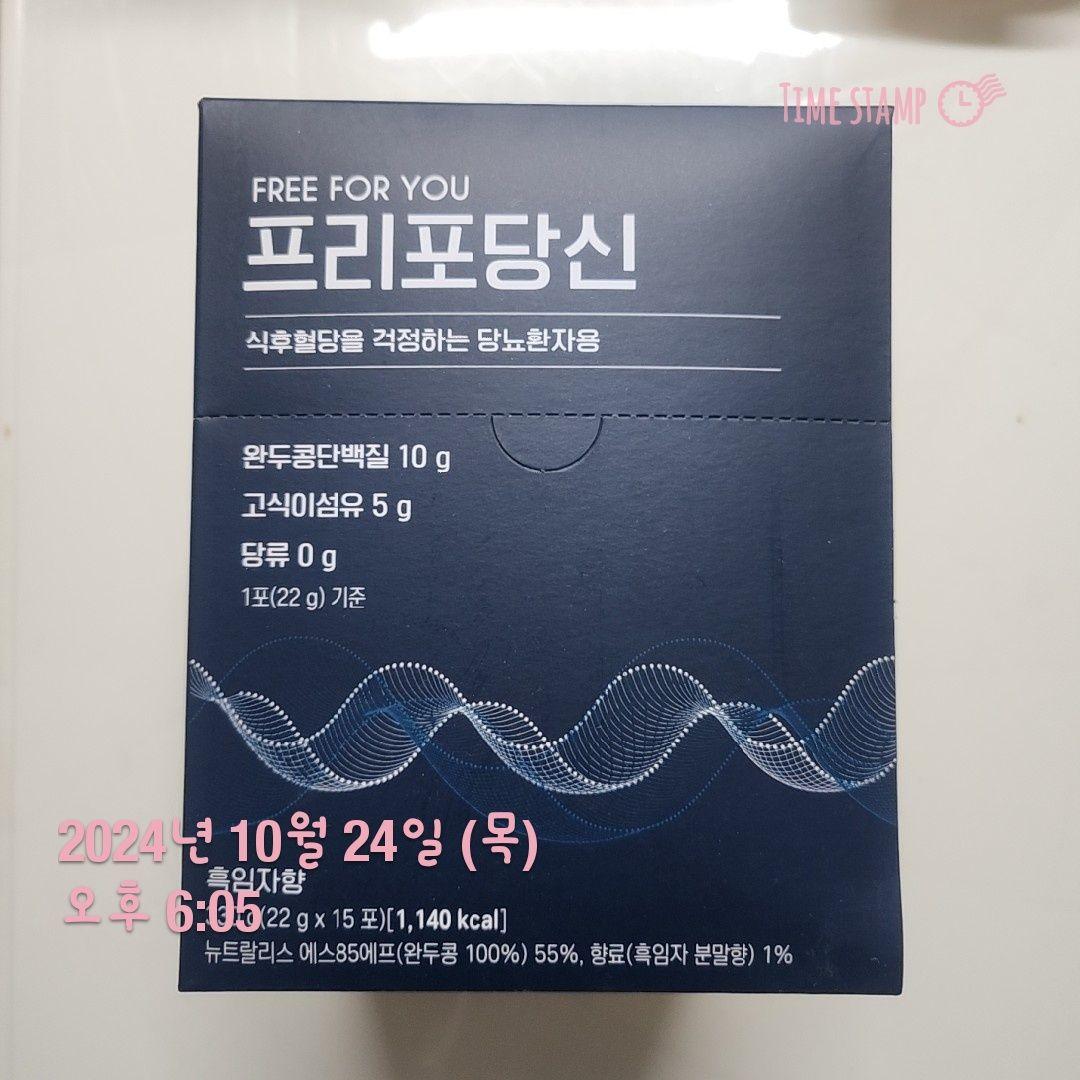 TIME STAMP
FREE FOR YOU
프리포당신
식후혈당을 걱정하는 당뇨환자용
완두콩단백질 10 g
고식이섬유 5 g
당류 0 g
1포(22 g) 기준
2024년 10월 24일 (목)
흑임자향
오후 6:05
(22 g x 15 포)[1,140 kcal]
뉴트랄리스 에스85에프(완두콩 100%) 55%, 향료(흑임자 분말향) 1%